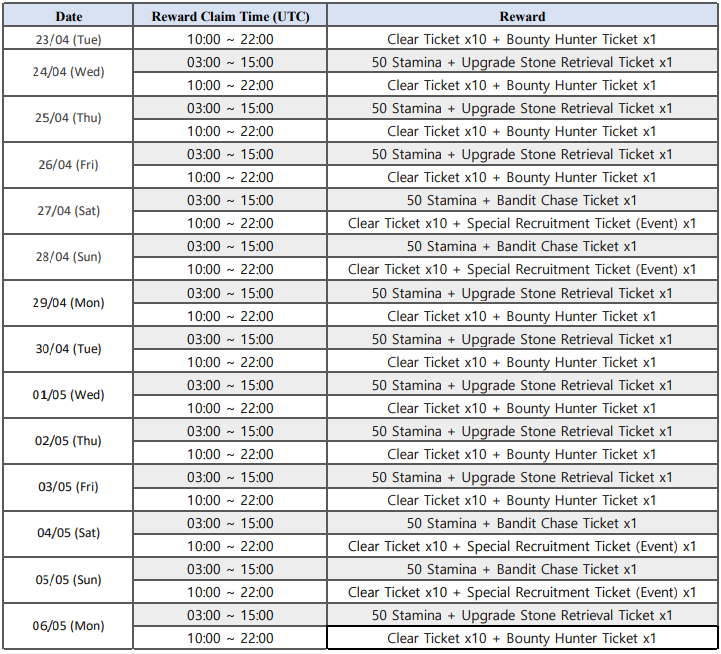 Date Reward Claim Time (UTC) Reward
23/04 (Tue) 10:00 ~ 22:00 Clear Ticket x10 + Bounty Hunter Ticket x1
24/04 (Wed) 03:00 ~ 15:00 50 Stamina + Upgrade Stone Retrieval Ticket x1
10:00 ~ 22:00 Clear Ticket x10 + Bounty Hunter Ticket x1
25/04 (Thu) 03:00 ~ 15:00 50 Stamina + Upgrade Stone Retrieval Ticket x1
10:00 ~ 22:00 Clear Ticket x10 + Bounty Hunter Ticket x1
26/04 (Fri) 03:00 ~ 15:00 50 Stamina + Upgrade Stone Retrieval Ticket x1
10:00 ~ 22:00 Clear Ticket x10 + Bounty Hunter Ticket x1
27/04 (Sat) 03:00 ~ 15:00 50 Stamina + Bandit Chase Ticket x1
10:00 ~ 22:00 Clear Ticket x10 + Special Recruitment Ticket (Event) x1
28/04 (Sun) 03:00 ~ 15:00 50 Stamina + Bandit Chase Ticket x1
10:00 ~ 22:00 Clear Ticket x10 + Special Recruitment Ticket (Event) x1
29/04 (Mon) 03:00 ~ 15:00 50 Stamina + Upgrade Stone Retrieval Ticket x1
10:00 ~ 22:00 Clear Ticket x10 + Bounty Hunter Ticket x1
30/04 (Tue) 03:00 ~ 15:00 50 Stamina + Upgrade Stone Retrieval Ticket x1
10:00 ~ 22:00 Clear Ticket x10 + Bounty Hunter Ticket x1
01/05 (Wed) 03:00 ~ 15:00 50 Stamina + Upgrade Stone Retrieval Ticket x1
10:00 ~ 22:00 Clear Ticket x10 + Bounty Hunter Ticket x1
02/05 (Thu) 03:00 ~ 15:00 50 Stamina + Upgrade Stone Retrieval Ticket x1
10:00 ~ 22:00 Clear Ticket x10 + Bounty Hunter Ticket x1
03/05 (Fri) 03:00 ~ 15:00 50 Stamina + Upgrade Stone Retrieval Ticket x1
10:00 ~ 22:00 Clear Ticket x10 + Bounty Hunter Ticket x1
04/05 (Sat) 03:00 ~ 15:00 50 Stamina + Bandit Chase Ticket x1
10:00 ~ 22:00 Clear Ticket x10 + Special Recruitment Ticket (Event) x1
05/05 (Sun) 03:00 ~ 15:00 50 Stamina + Bandit Chase Ticket x1
10:00 ~ 22:00 Clear Ticket x10 + Special Recruitment Ticket (Event) x1
06/05 (Mon) 03:00 ~ 15:00 50 Stamina + Upgrade Stone Retrieval Ticket x1
10:00 ~ 22:00 Clear Ticket x10 + Bounty Hunter Ticket x1